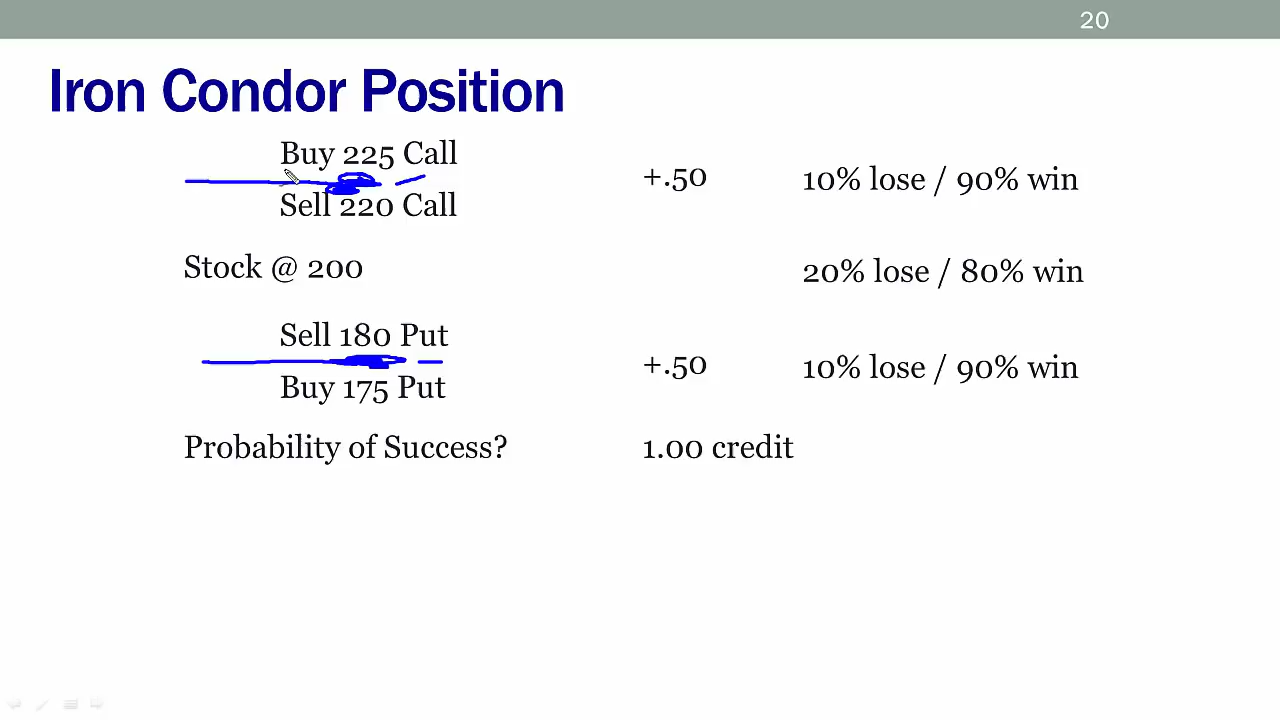 20
Iron Condor Position
Buy 225 Call
+.50 10% lose / 90% win
Sell 220 Call
Stock @ 200 20% lose / 80% win
Sell 180 Put
+.50 10% lose / 90% win
Buy 175 Put
Probability of Success? 1.00 credit